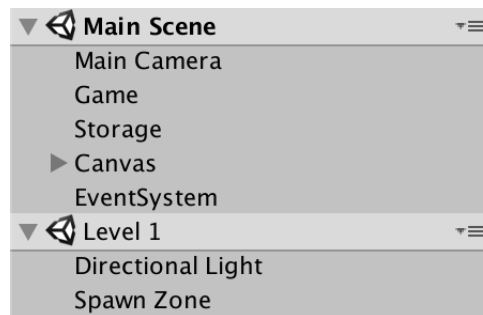 Main Scene
Main Camera
Game
Storage
Canvas
EventSystem
Level 1
Directional Light
Spawn Zone